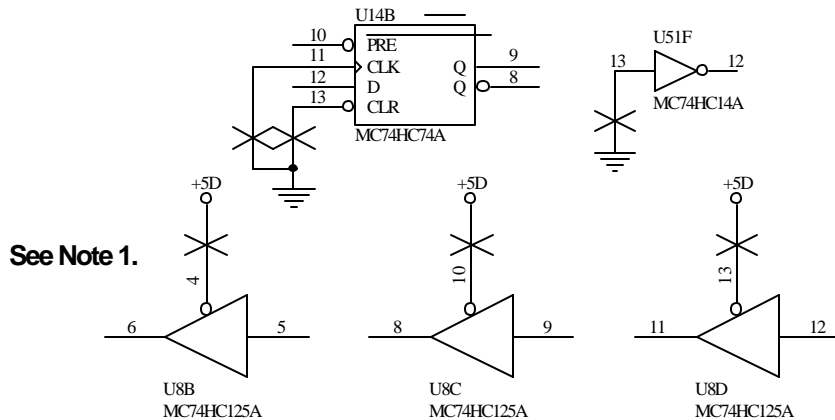 U14B
10 PRE
11 CLK Q 9
12 D Q 8
13 CLR
MC74HC74A
U51F
13 12
MC74HC14A
+5D +5D +5D
See Note 1.
4 10 13
6 5 8 9 11 12
U8B U8C U8D
MC74HC125A MC74HC125A MC74HC125A